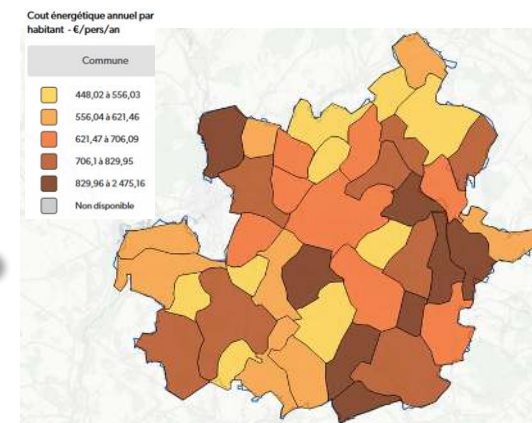 Cout énergétique annuel par
habitant - €/pers/an
Commune
448,02 à 556,03
556,04 à 621,46
621,47 à 706,09
706,1 à 829,95
829,96 à 2 475,16
Non disponible